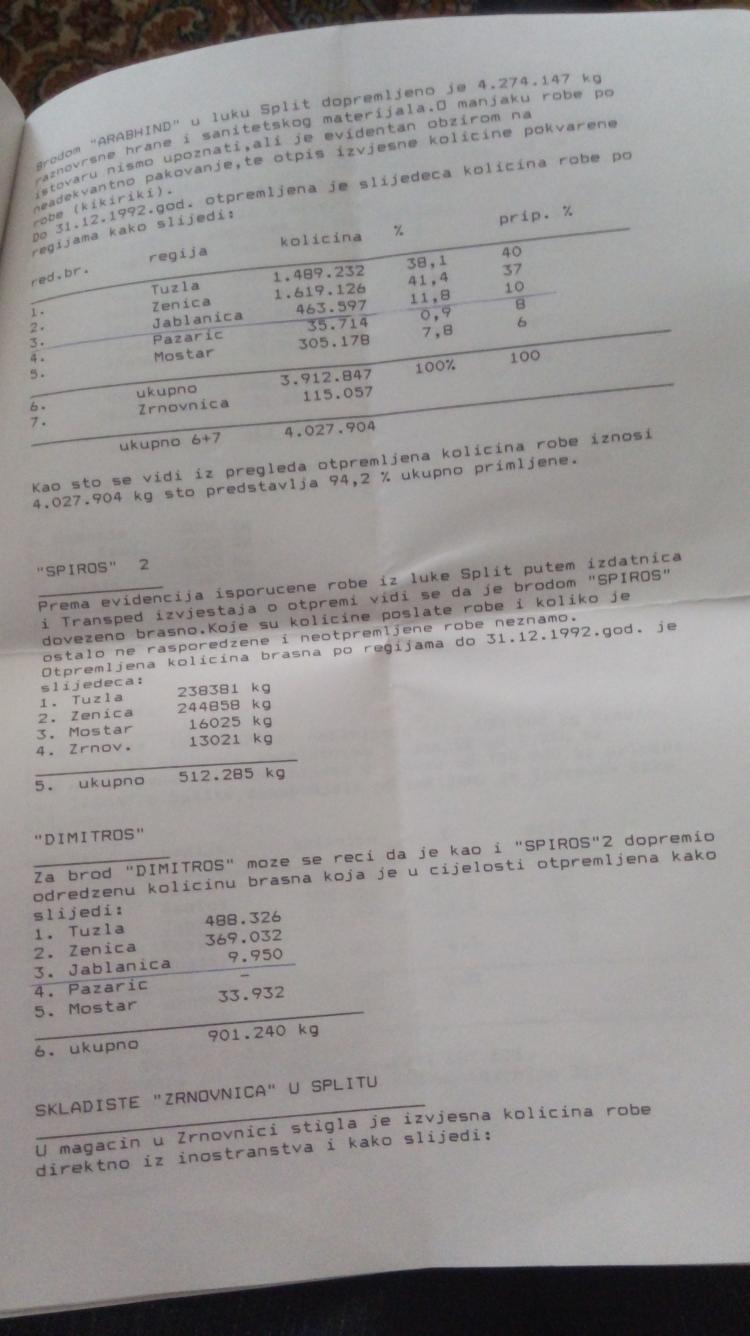 Brodom "ARABHIND" u luku Split dopremljeno je 4.274.147 kg
raznovrsne hrane i sanitetskog materijala.O manjaku robe po
istovaru nismo upoznati,ali je evidentan obzirom na
neadekvantno pakovanje,te otpis izvjesne kolicine pokvarene
robe (kikiriki).
Do 31.12.1992.god. otpremljena je slijedeca kolicina robe po
regijama kako slijedi:
red.br. regija kolicina % prip. %
1. Tuzla 1.489.232 38,1 40
2. Zenica 1.619.126 41,4 37
3. Jablanica 463.597 11,8 10
4. Pazaric 35.714 0,9 8
5. Mostar 305.178 7,8 6
6. ukupno 3.912.847 100% 100
7. Zrnovnica 115.057
ukupno 6+7 4.027.904
Kao sto se vidi iz pregleda otpremljena kolicina robe iznosi
4.027.904 kg sto predstavlja 94,2 % ukupno primljene.
"SPIROS" 2
Prema evidencija isporucene robe iz luke Split putem izdatnica
i Transped izvjestaja o otpremi vidi se da je brodom "SPIROS"
dovezeno brasno.Koje su kolicine poslate robe i koliko je
ostalo ne rasporedzene i neotpremljene robe neznamo.
Otpremljena kolicina brasna po regijama do 31.12.1992.god. je
slijedeca:
1. Tuzla 238381 kg
2. Zenica 244858 kg
3. Mostar 16025 kg
4. Zrnov. 13021 kg
5. ukupno 512.285 kg
"DIMITROS"
Za brod "DIMITROS" moze se reci da je kao i "SPIROS"2 dopremio
odredzenu kolicinu brasna koja je u cijelosti otpremljena kako
slijedi:
1. Tuzla 488.326
2. Zenica 369.032
3. Jablanica 9.950
4. Pazaric -
5. Mostar 33.932
6. ukupno 901.240 kg
SKLADISTE "ZRNOVNICA" U SPLITU
U magacin u Zrnovnici stigla je izvjesna kolicina robe
direktno iz inostranstva i kako slijedi: